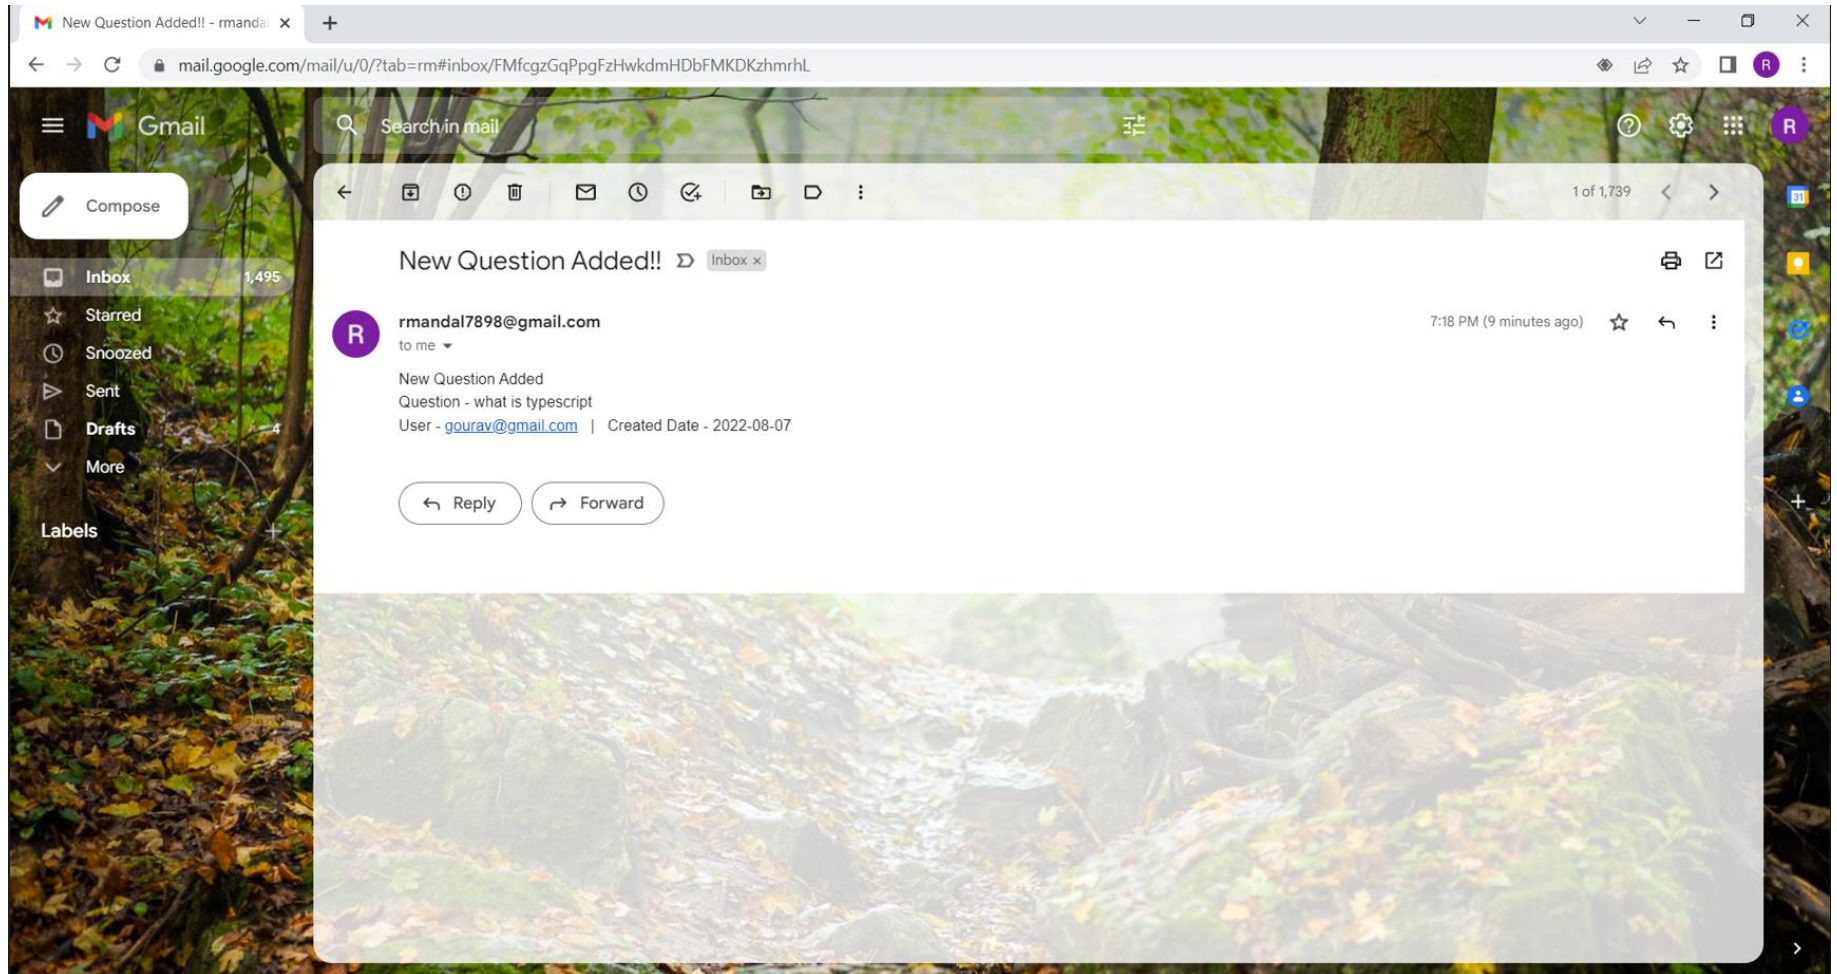 New Question Added!! - rmandal
mail.google.com/mail/u/0/?tab=rm#inbox/FMfcgzGqPpgFzHwkdmHDbFMKDKzhmrhL
R
Gmail
Search in mail
R
Compose
1 of 1,739
31
Inbox 1,495
Starred
Snoozed
Sent
Drafts 4
More
Labels
New Question Added!! Inbox ×
R
rmandal7898@gmail.com 7:18 PM (9 minutes ago)
to me
New Question Added
Question - what is typescript
User - gourav@gmail.com | Created Date - 2022-08-07
Reply Forward